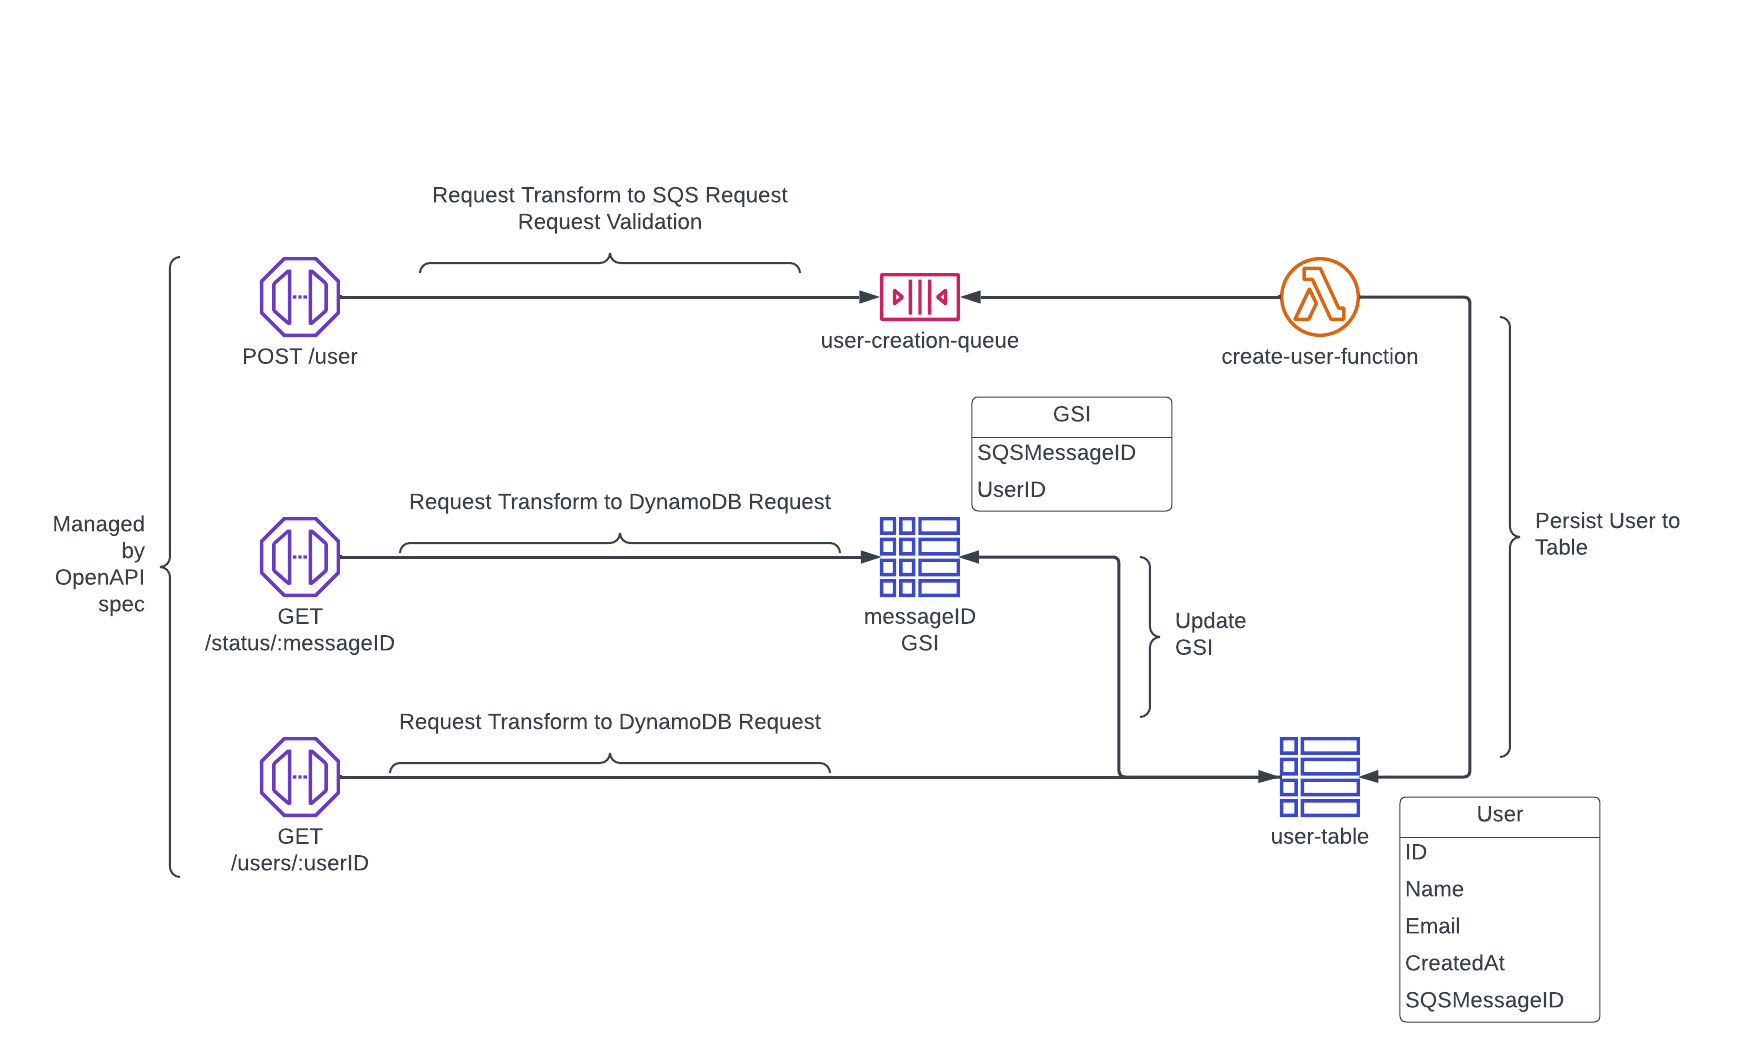 Request Transform to SQS Request
Request Validation
POST /user
user-creation-queue
create-user-function
GSI
SQSMessageID
UserID
Managed
by
OpenAPI
spec
Request Transform to DynamoDB Request
GET
/status/:messageID
messageID
GSI
Update
GSI
Persist User to
Table
Request Transform to DynamoDB Request
GET
/users/:userID
user-table
User
ID
Name
Email
CreatedAt
SQSMessageID